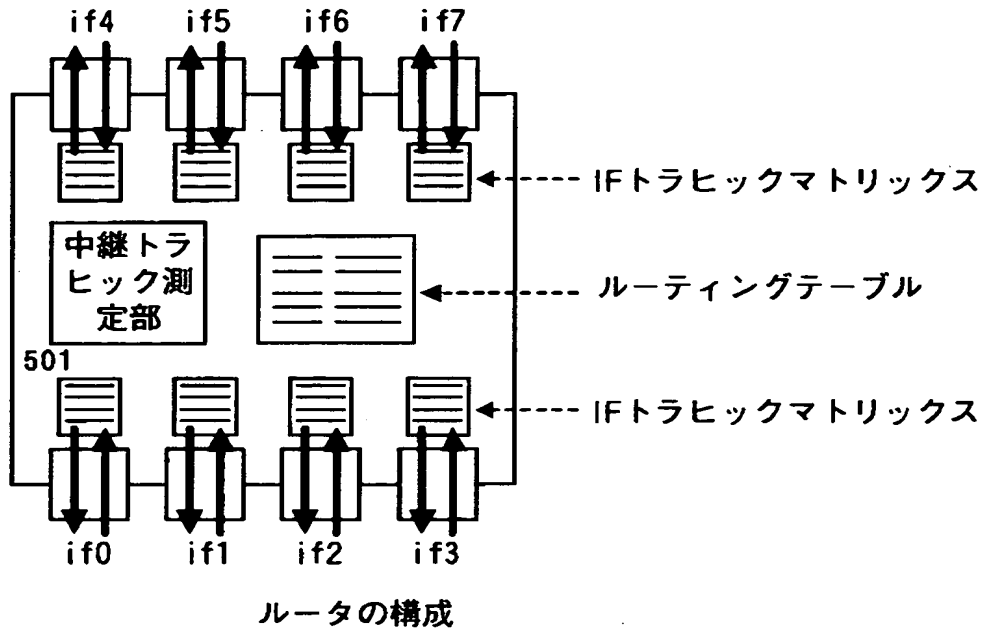 if4 if5 if6 if7
IFトラヒックマトリックス
中継トラ
ヒック測
定部
ルーティングテーブル
501
IFトラヒックマトリックス
if0 if1 if2 if3
ルータの構成